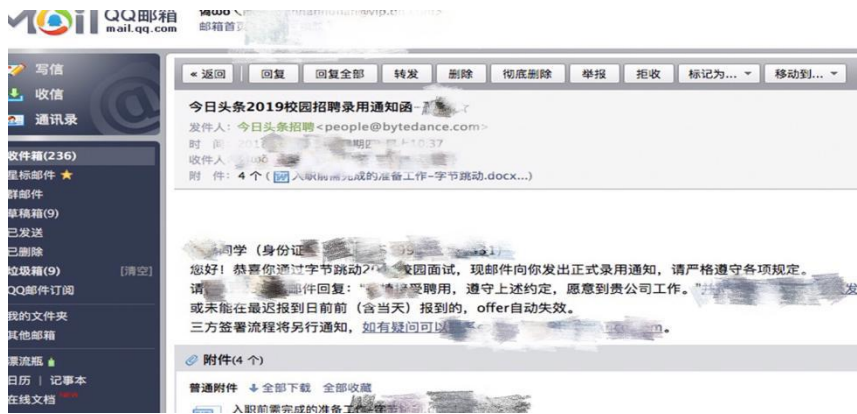 QQ邮箱
mail.qq.com
邮箱首页
写信
收信
通讯录
收件箱(236)
星标邮件
群邮件
草稿箱(9)
已发送
已删除
垃圾箱(9) [清空]
QQ邮件订阅
我的文件夹
其他邮箱
漂流瓶
日历 | 记事本
在线文档
« 返回 回复 回复全部 转发 删除 彻底删除 举报 拒收 标记为... 移动到...
今日头条2019校园招聘录用通知函-
发件人：今日头条招聘<people@bytedance.com>
时 间：201 10:37
收件人
附 件：4 个 ( 入职前需完成的准备工作-字节跳动.docx...)
同学（身份证
您好！恭喜你通过字节跳动 校园面试，现邮件向你发出正式录用通知，请严格遵守各项规定。
请 邮件回复：“ 接受聘用，遵守上述约定，愿意到贵公司工作。”
或未能在最迟报到日前前（含当天）报到的，offer自动失效。
三方签署流程将另行通知，如有疑问可以
附件(4 个)
普通附件 全部下载 全部收藏
入职前需完成的准备工作-字节